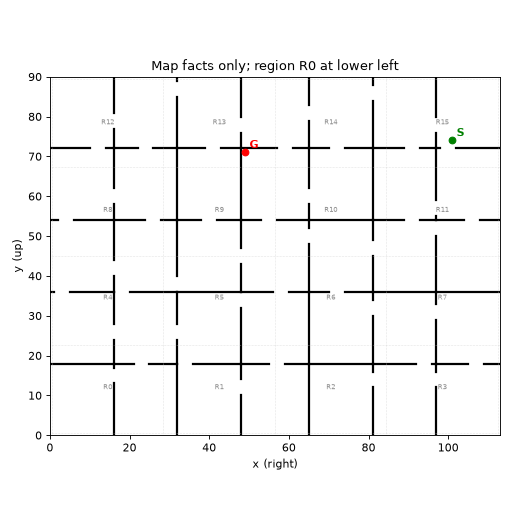 Map facts only; region R0 at lower left
90
80
70
60
50
40
30
20
10
0
y (up)
R12
R13
R14
R15
S
G
R8
R9
R10
R11
R4
R5
R6
R7
R0
R1
R2
R3
0
20
40
60
80
100
x (right)